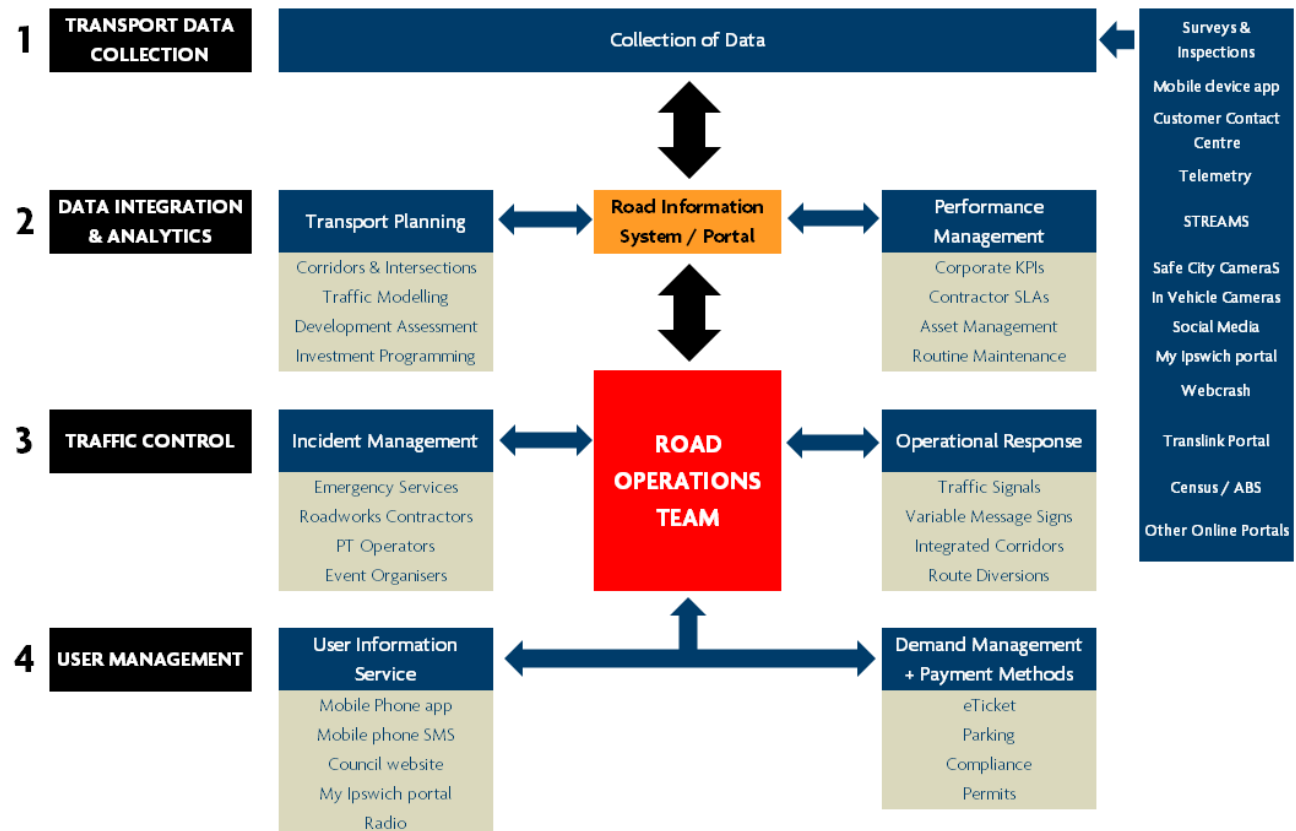 1
TRANSPORT DATA
COLLECTION
Collection of Data
Surveys &
Inspections
Mobile device app
Customer Contact
Centre
Telemetry
STREAMS
Safe City CameraS
In Vehicle Cameras
Social Media
My Ipswich portal
Webcrash
Translink Portal
Census / ABS
Other Online Portals
2
DATA INTEGRATION
& ANALYTICS
Transport Planning
Corridors & Intersections
Traffic Modelling
Development Assessment
Investment Programming
Road Information
System / Portal
Performance
Management
Corporate KPIs
Contractor SLAs
Asset Management
Routine Maintenance
3
TRAFFIC CONTROL
Incident Management
Emergency Services
Roadworks Contractors
PT Operators
Event Organisers
ROAD
OPERATIONS
TEAM
Operational Response
Traffic Signals
Variable Message Signs
Integrated Corridors
Route Diversions
4
USER MANAGEMENT
User Information
Service
Mobile Phone app
Mobile phone SMS
Council website
My Ipswich portal
Radio
Demand Management
+ Payment Methods
eTicket
Parking
Compliance
Permits